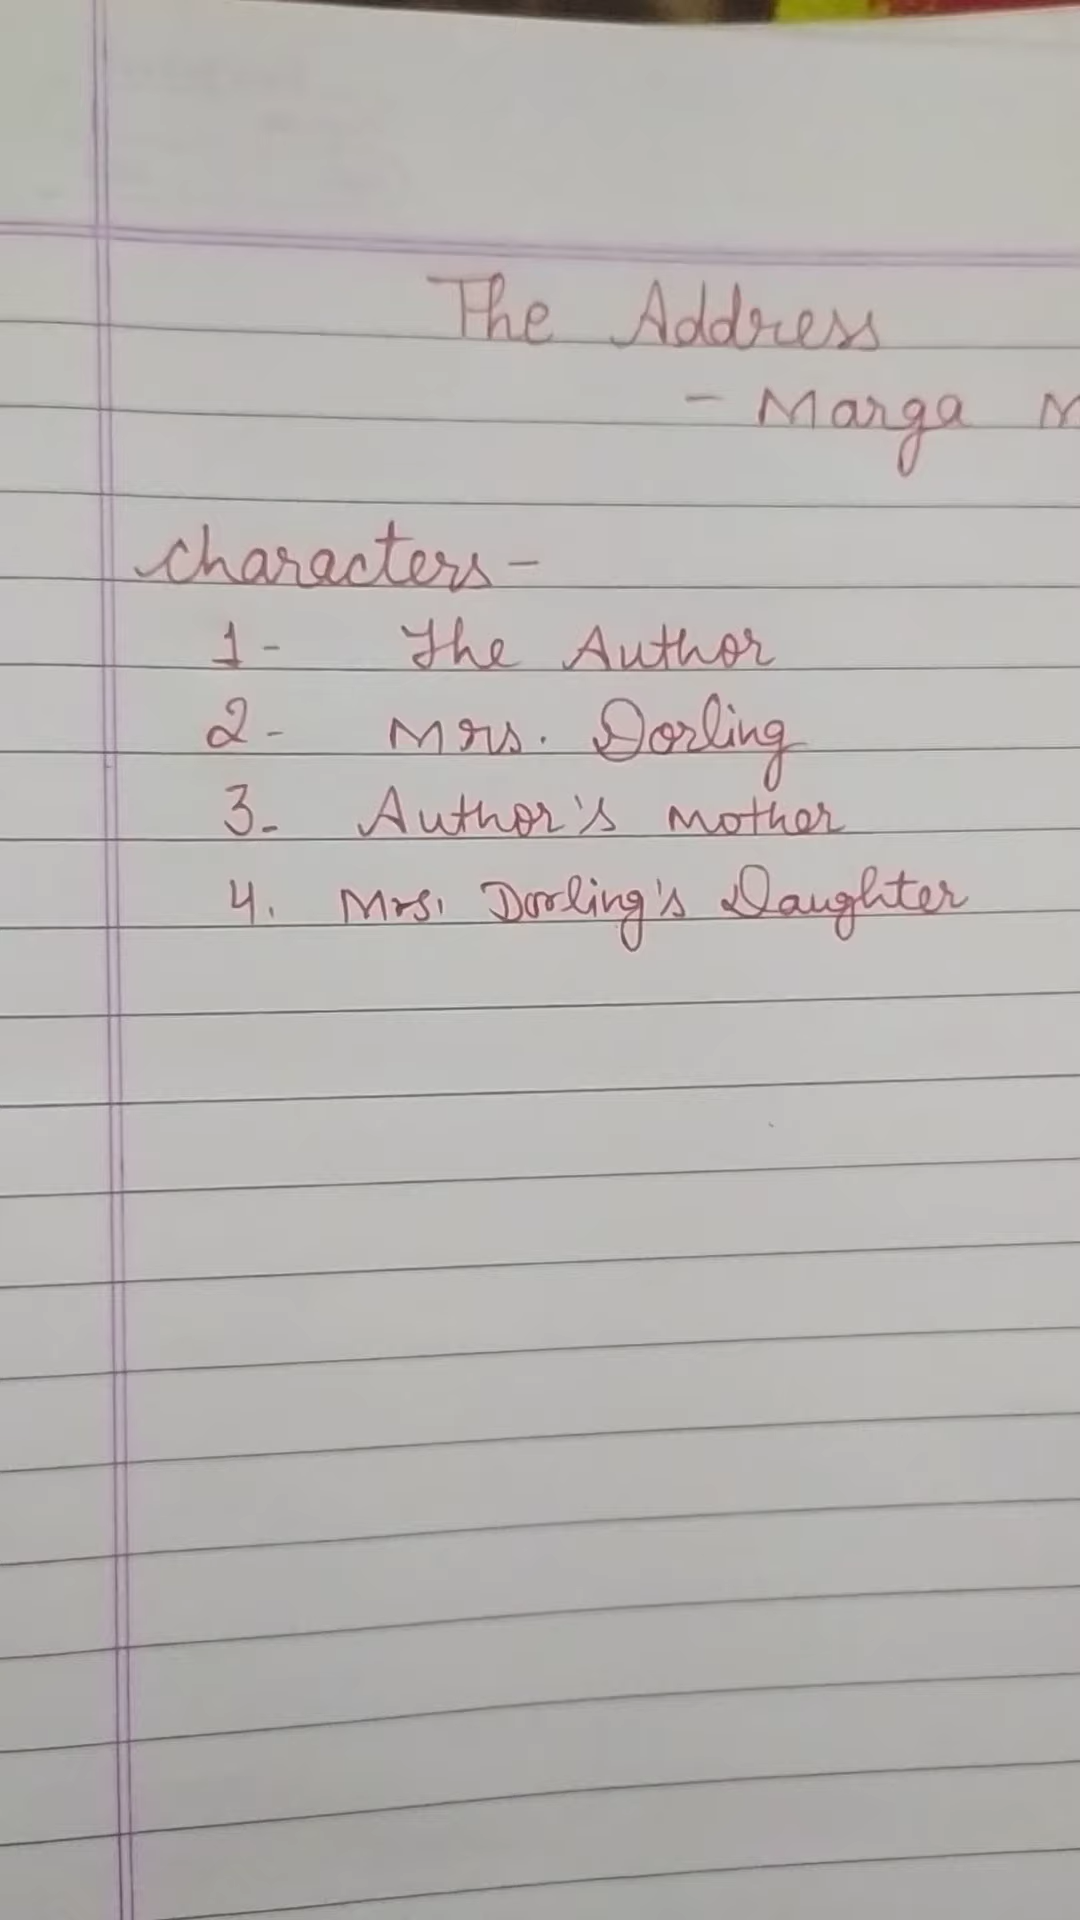 The Address
- Marga M
Characters -
1- The Author
2- Mrs. Dorling
3- Author's Mother
4. Mrs. Dorling's Daughter